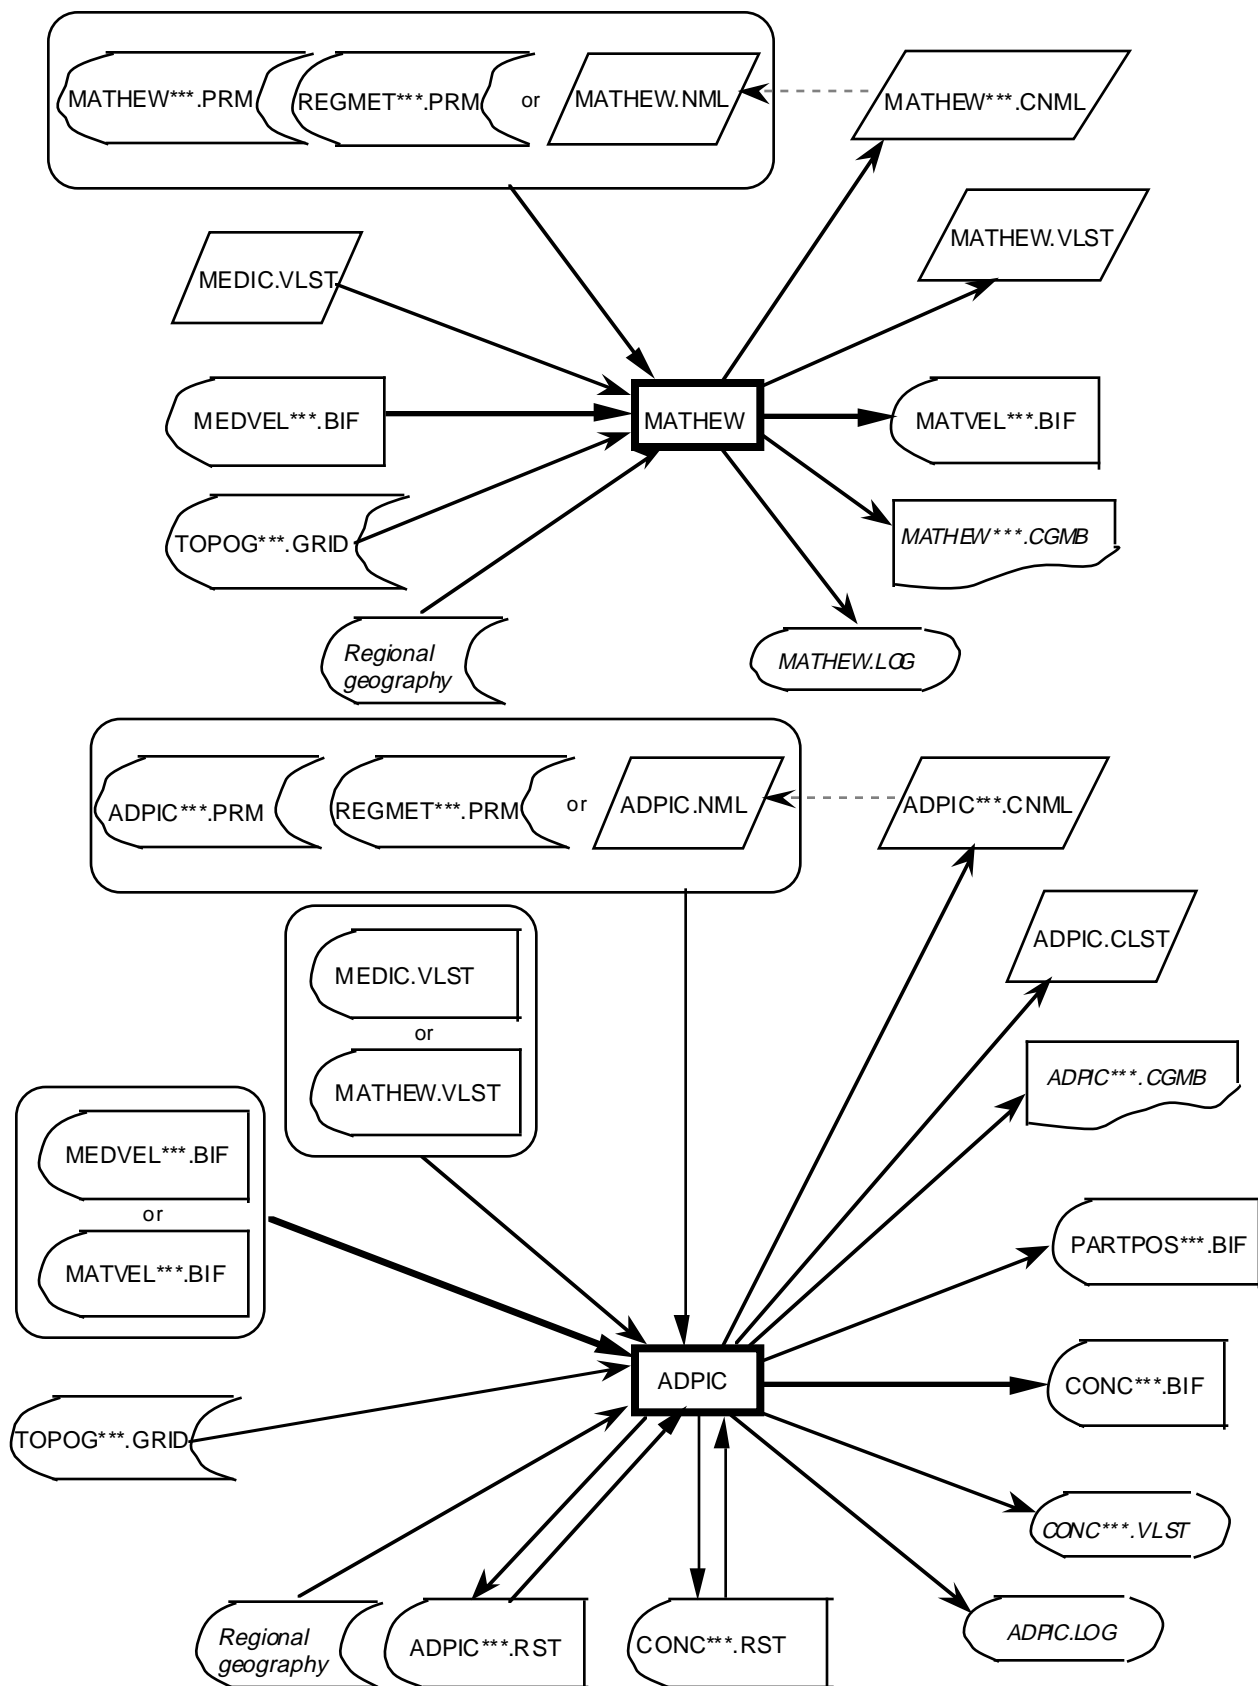 MATHEW***.PRM
REGMET***.PRM
or
MATHEW.NML
MATHEW***.CNML
MEDIC.VLST
MATHEW.VLST
MEDVEL***.BIF
MATHEW
MATVEL***.BIF
TOPOG***.GRID
MATHEW***.CGMB
Regional
geography
MATHEW.LOG
ADPIC***.PRM
REGMET***.PRM
or
ADPIC.NML
ADPIC***.CNML
MEDIC.VLST
or
MATHEW.VLST
ADPIC.CLST
ADPIC***.CGMB
MEDVEL***.BIF
or
MATVEL***.BIF
PARTPOS***.BIF
ADPIC
CONC***.BIF
TOPOG***.GRID
CONC***.VLST
Regional
geography
ADPIC***.RST
CONC***.RST
ADPIC.LOG